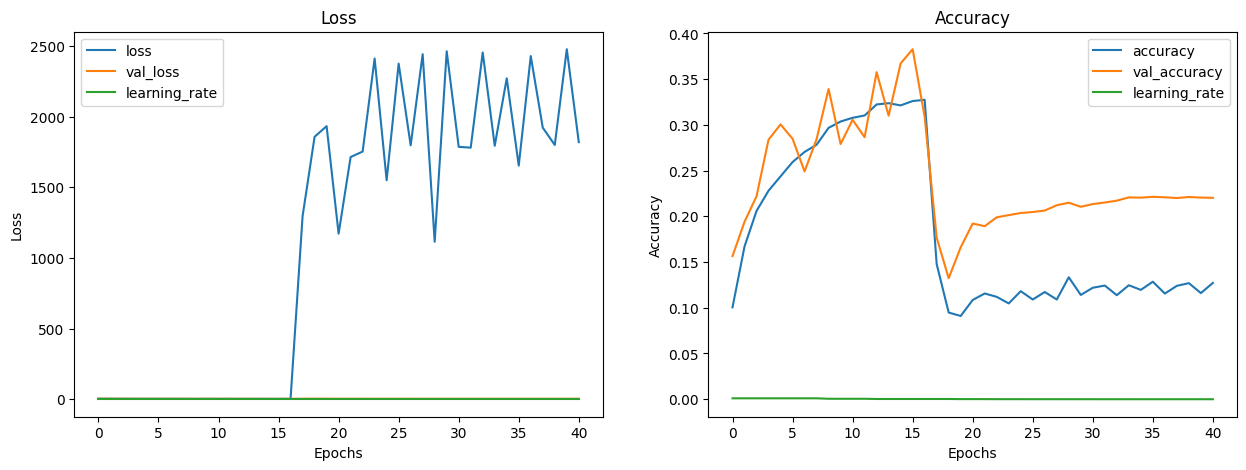 Loss
loss
val_loss
learning_rate
2500
2000
1500
1000
500
0
Loss
0 5 10 15 20 25 30 35 40
Epochs
Accuracy
accuracy
val_accuracy
learning_rate
0.40
0.35
0.30
0.25
0.20
0.15
0.10
0.05
0.00
Accuracy
0 5 10 15 20 25 30 35 40
Epochs